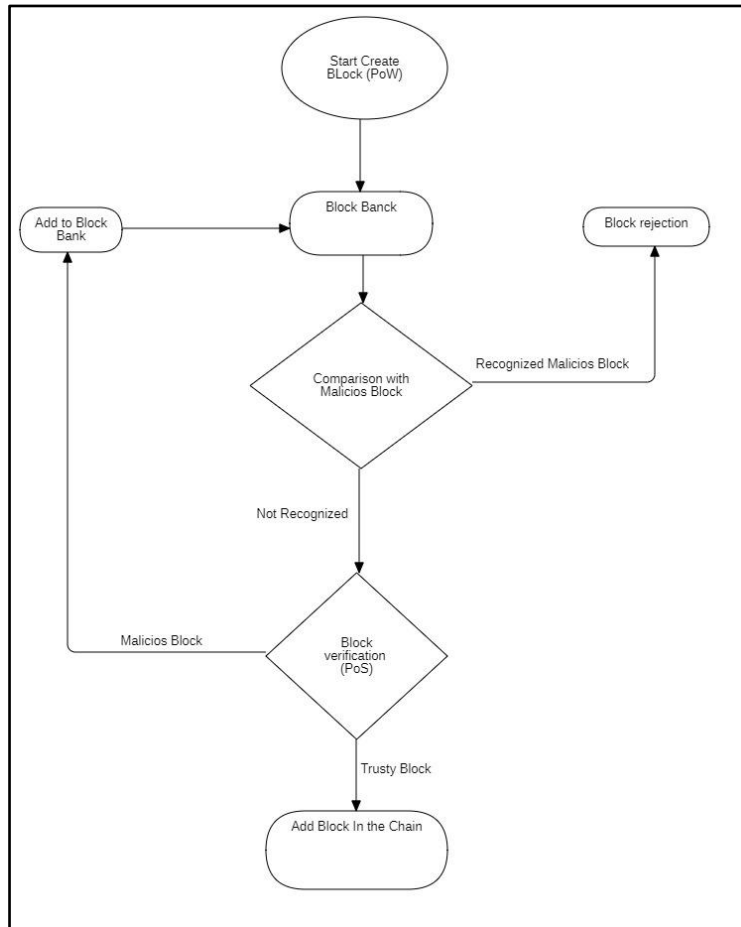 Start Create
BLock (PoW)
Block Banck
Add to Block
Bank
Block rejection
Comparison with
Malicios Block
Recognized Malicios Block
Not Recognized
Malicios Block
Block
verification
(PoS)
Trusty Block
Add Block In the Chain